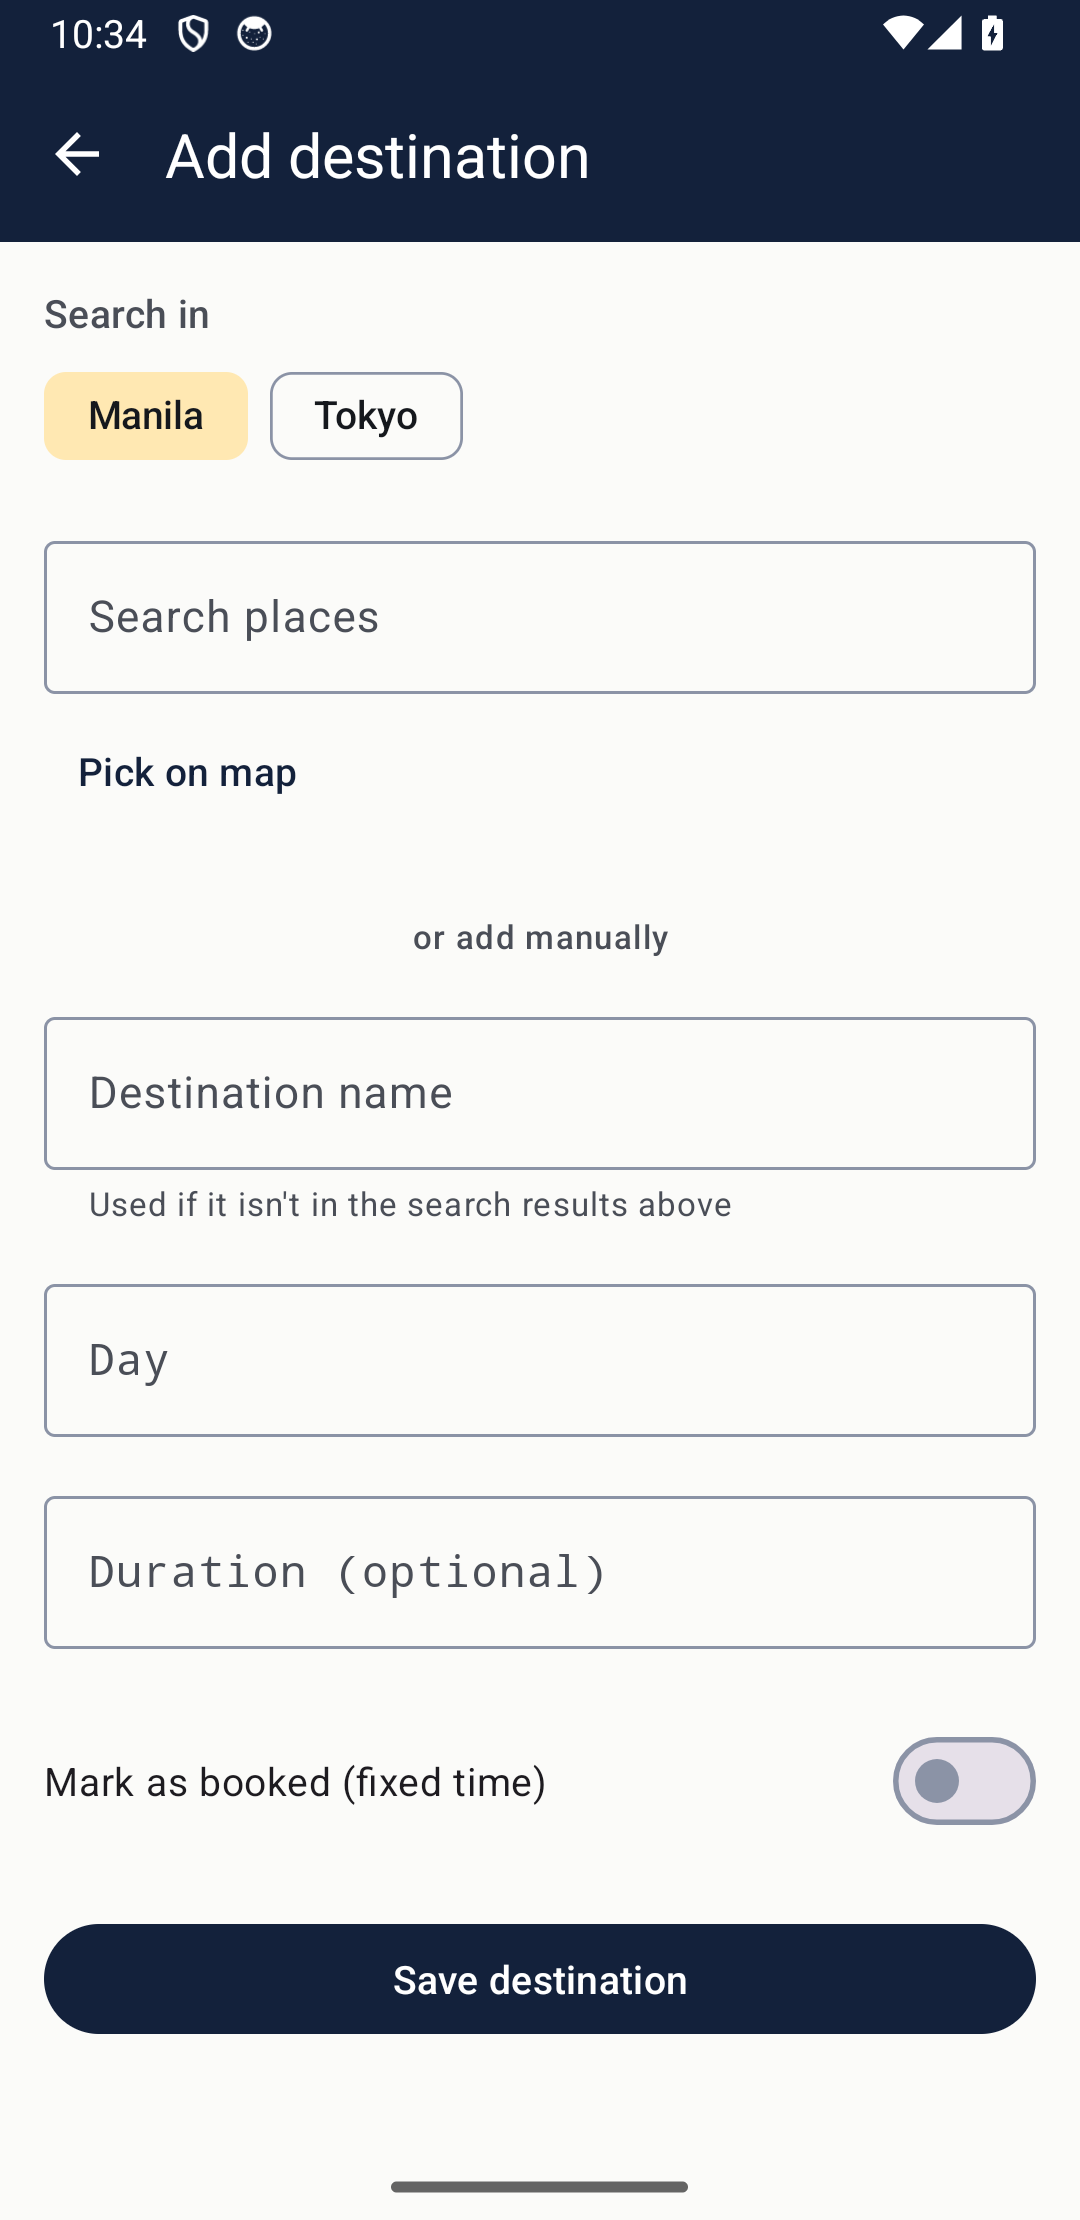 10:34
Add destination
Search in
Manila
Tokyo
Search places
Pick on map
or add manually
Destination name
Used if it isn't in the search results above
Day
Duration (optional)
Mark as booked (fixed time)
Save destination